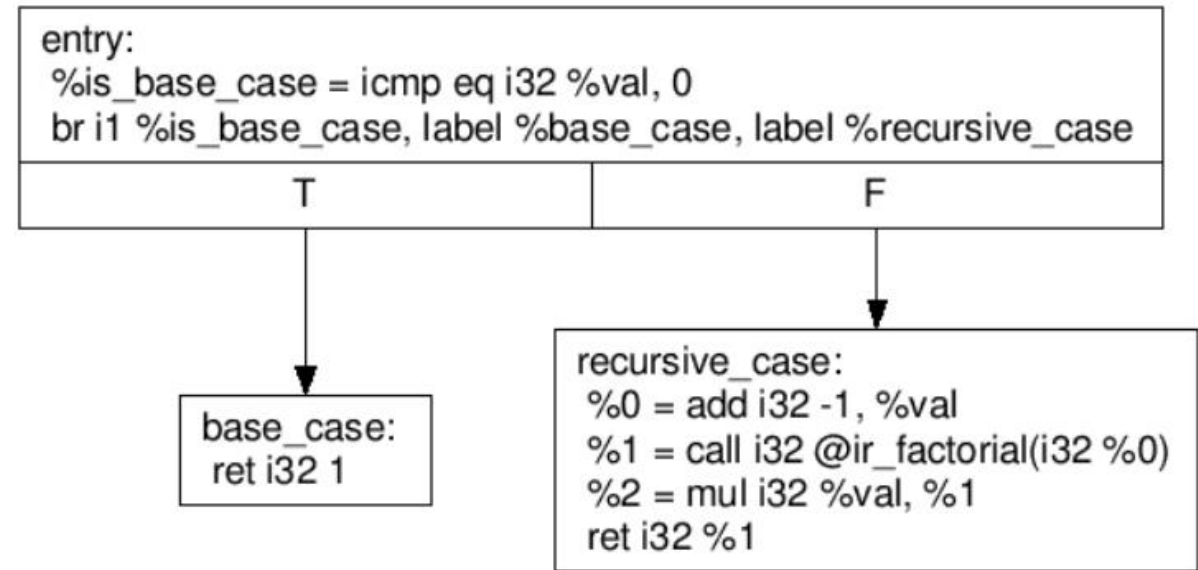 entry:
%is_base_case = icmp eq i32 %val, 0
br i1 %is_base_case, label %base_case, label %recursive_case
T
F
base_case:
ret i32 1
recursive_case:
%0 = add i32 -1, %val
%1 = call i32 @ir_factorial(i32 %0)
%2 = mul i32 %val, %1
ret i32 %1